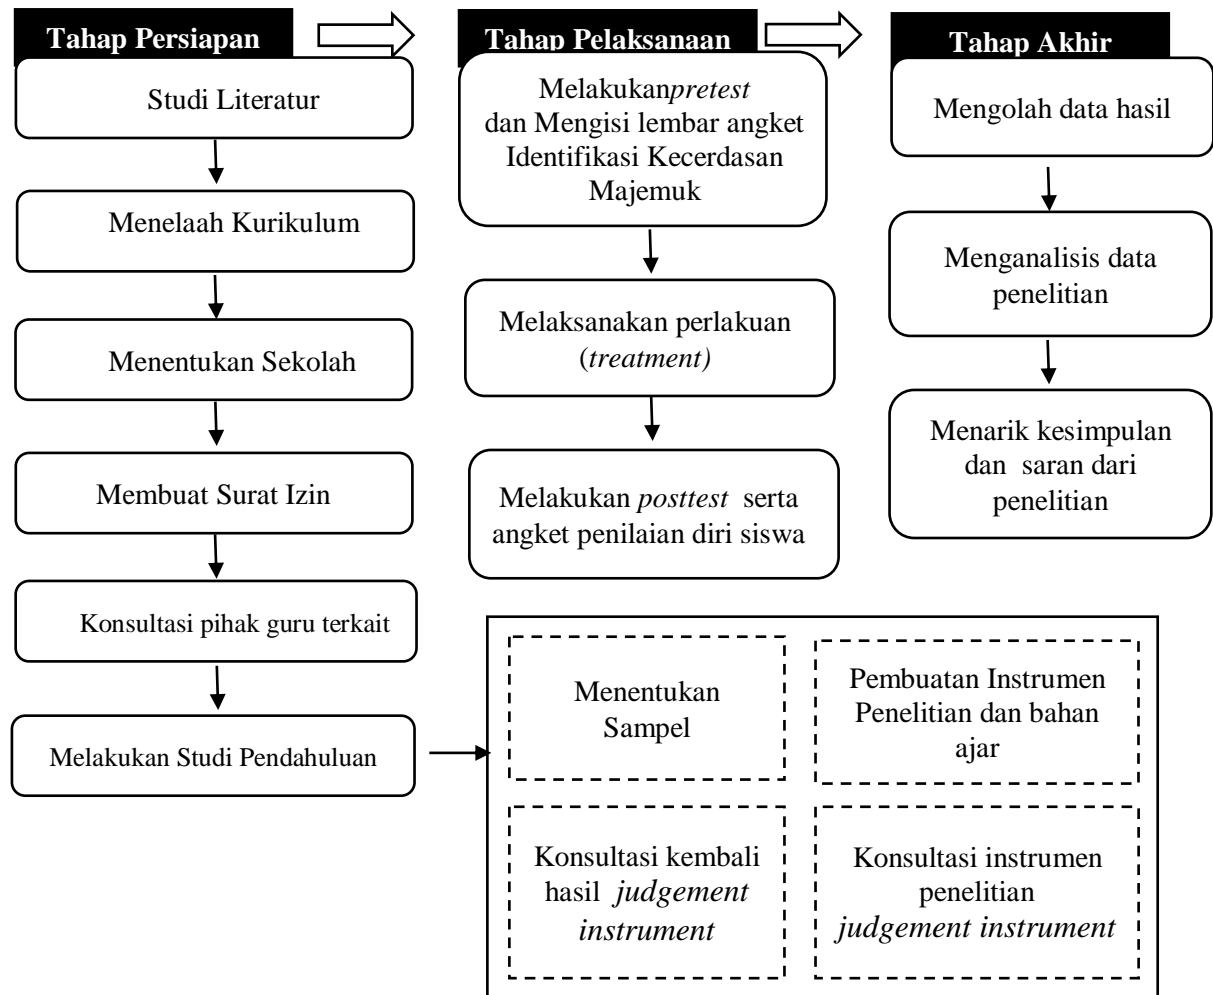 Tahap Persiapan
Studi Literatur
Menelaah Kurikulum
Menentukan Sekolah
Membuat Surat Izin
Konsultasi pihak guru terkait
Melakukan Studi Pendahuluan
Tahap Pelaksanaan
Melakukanpretest
dan Mengisi lembar angket
Identifikasi Kecerdasan
Majemuk
Melaksanakan perlakuan
(treatment)
Melakukan posttest serta
angket penilaian diri siswa
Tahap Akhir
Mengolah data hasil
Menganalisis data
penelitian
Menarik kesimpulan
dan saran dari
penelitian
Menentukan
Sampel
Pembuatan Instrumen
Penelitian dan bahan
ajar
Konsultasi kembali
hasil judgement
instrument
Konsultasi instrumen
penelitian
judgement instrument